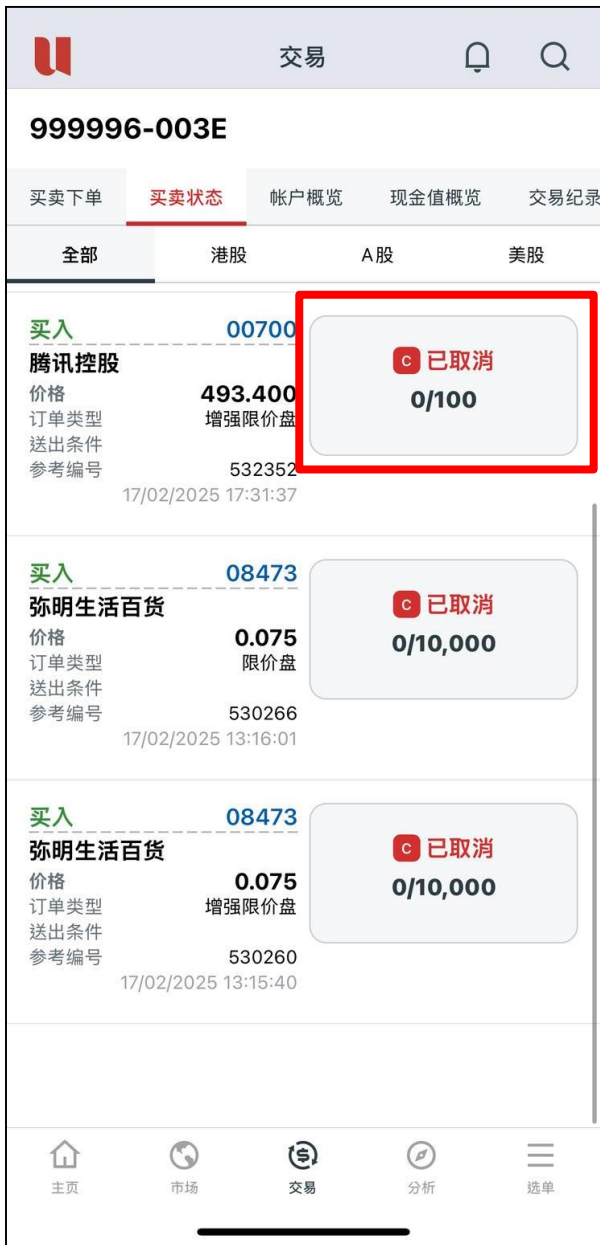 交易
999996-003E
买卖下单 买卖状态 帐户概览 现金值概览 交易纪录
全部 港股 A股 美股
买入 00700
腾讯控股
价格 493.400
订单类型 增强限价盘
送出条件
参考编号 532352
17/02/2025 17:31:37
C 已取消
0/100
买入 08473
弥明生活百货
价格 0.075
订单类型 限价盘
送出条件
参考编号 530266
17/02/2025 13:16:01
C 已取消
0/10,000
买入 08473
弥明生活百货
价格 0.075
订单类型 增强限价盘
送出条件
参考编号 530260
17/02/2025 13:15:40
C 已取消
0/10,000
主页 市场 交易 分析 选单